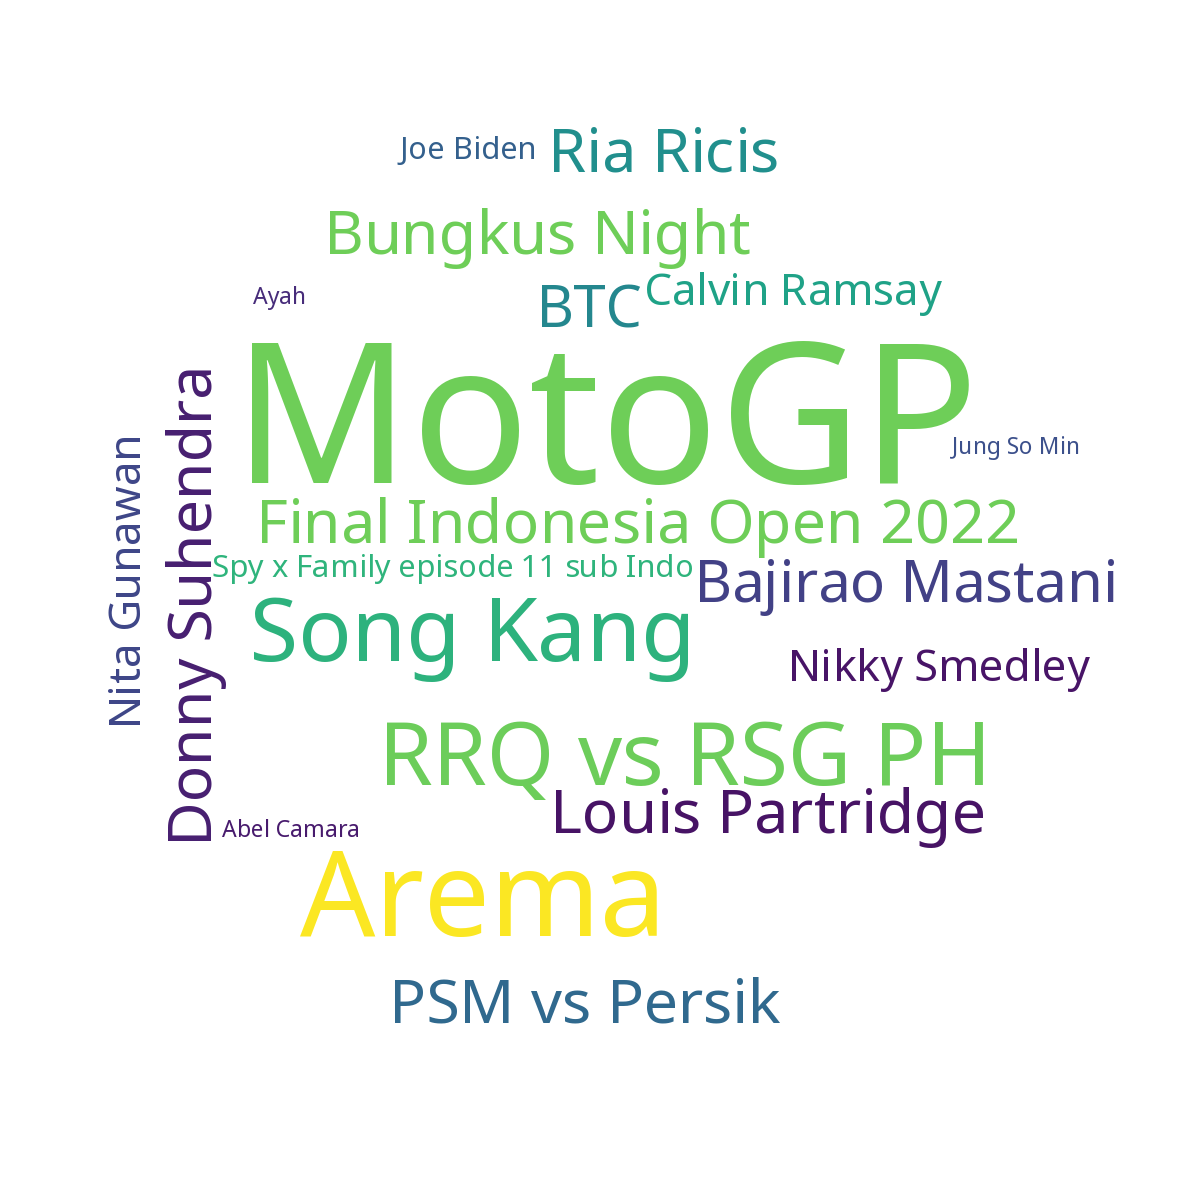 Joe Biden
Ria Ricis
Bungkus Night
Ayah
BTC
Calvin Ramsay
MotoGP
Jung So Min
Final Indonesia Open 2022
Spy x Family episode 11 sub Indo
Bajirao Mastani
Song Kang
Nikky Smedley
Nita Gunawan
Donny Suhendra
RRQ vs RSG PH
Louis Partridge
Abel Camara
Arema
PSM vs Persik